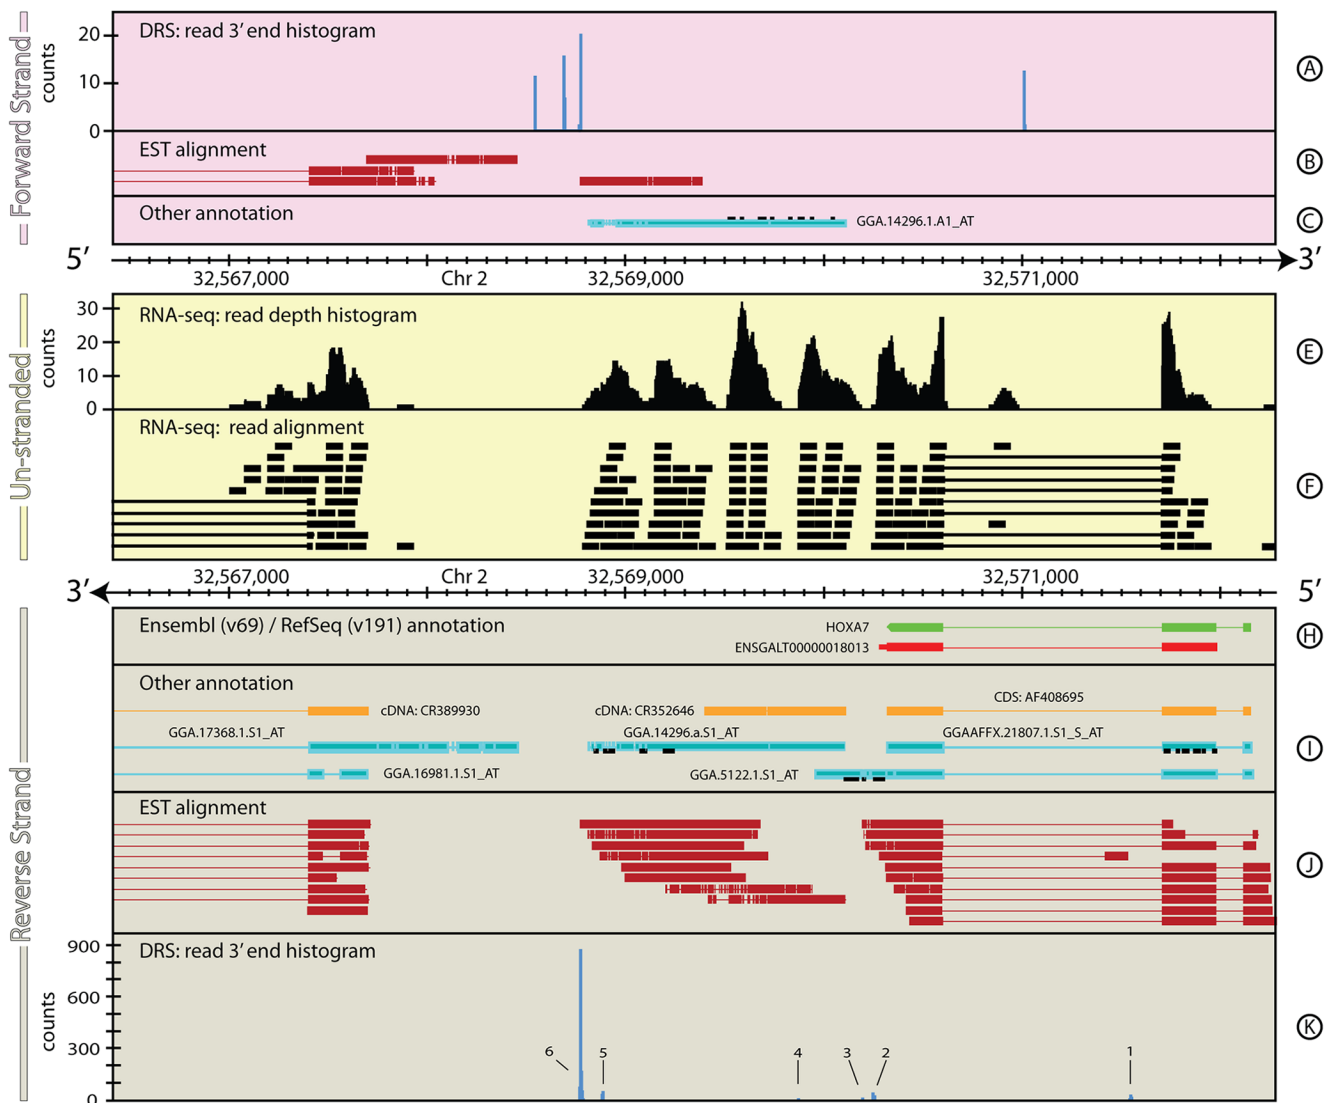 Forward Strand
counts
20
10
0
DRS: read 3′ end histogram
A
EST alignment
B
Other annotation
GGA.14296.1.A1_AT
C
5′
3′
32,567,000
Chr 2
32,569,000
32,571,000
Un-stranded
counts
30
20
10
0
RNA-seq: read depth histogram
E
RNA-seq: read alignment
F
32,567,000
Chr 2
32,569,000
32,571,000
3′
5′
Reverse Strand
Ensembl (v69) / RefSeq (v191) annotation
HOXA7
ENSGALT00000018013
H
Other annotation
CDS: AF408695
cDNA: CR389930
cDNA: CR352646
GGA.17368.1.S1_AT
GGA.14296.a.S1_AT
GGAAFFX.21807.1.S1_S_AT
GGA.16981.1.S1_AT
GGA.5122.1.S1_AT
I
EST alignment
J
DRS: read 3′ end histogram
counts
900
600
300
0
6
5
4
3
2
1
K